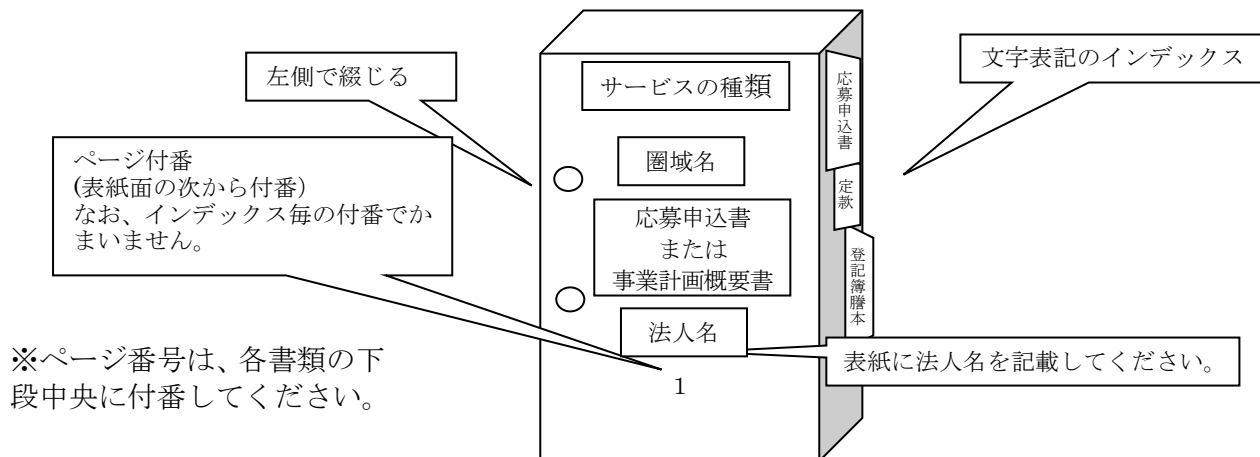 左側で綴じる
サービスの種類
文字表記のインデックス
応募申込書
ページ付番
(表紙面の次から付番）
なお、インデックス毎の付番でか
まいません。
圏域名
定款
応募申込書
または
事業計画概要書
登記簿謄本
法人名
表紙に法人名を記載してください。
※ページ番号は、各書類の下
段中央に付番してください。
1